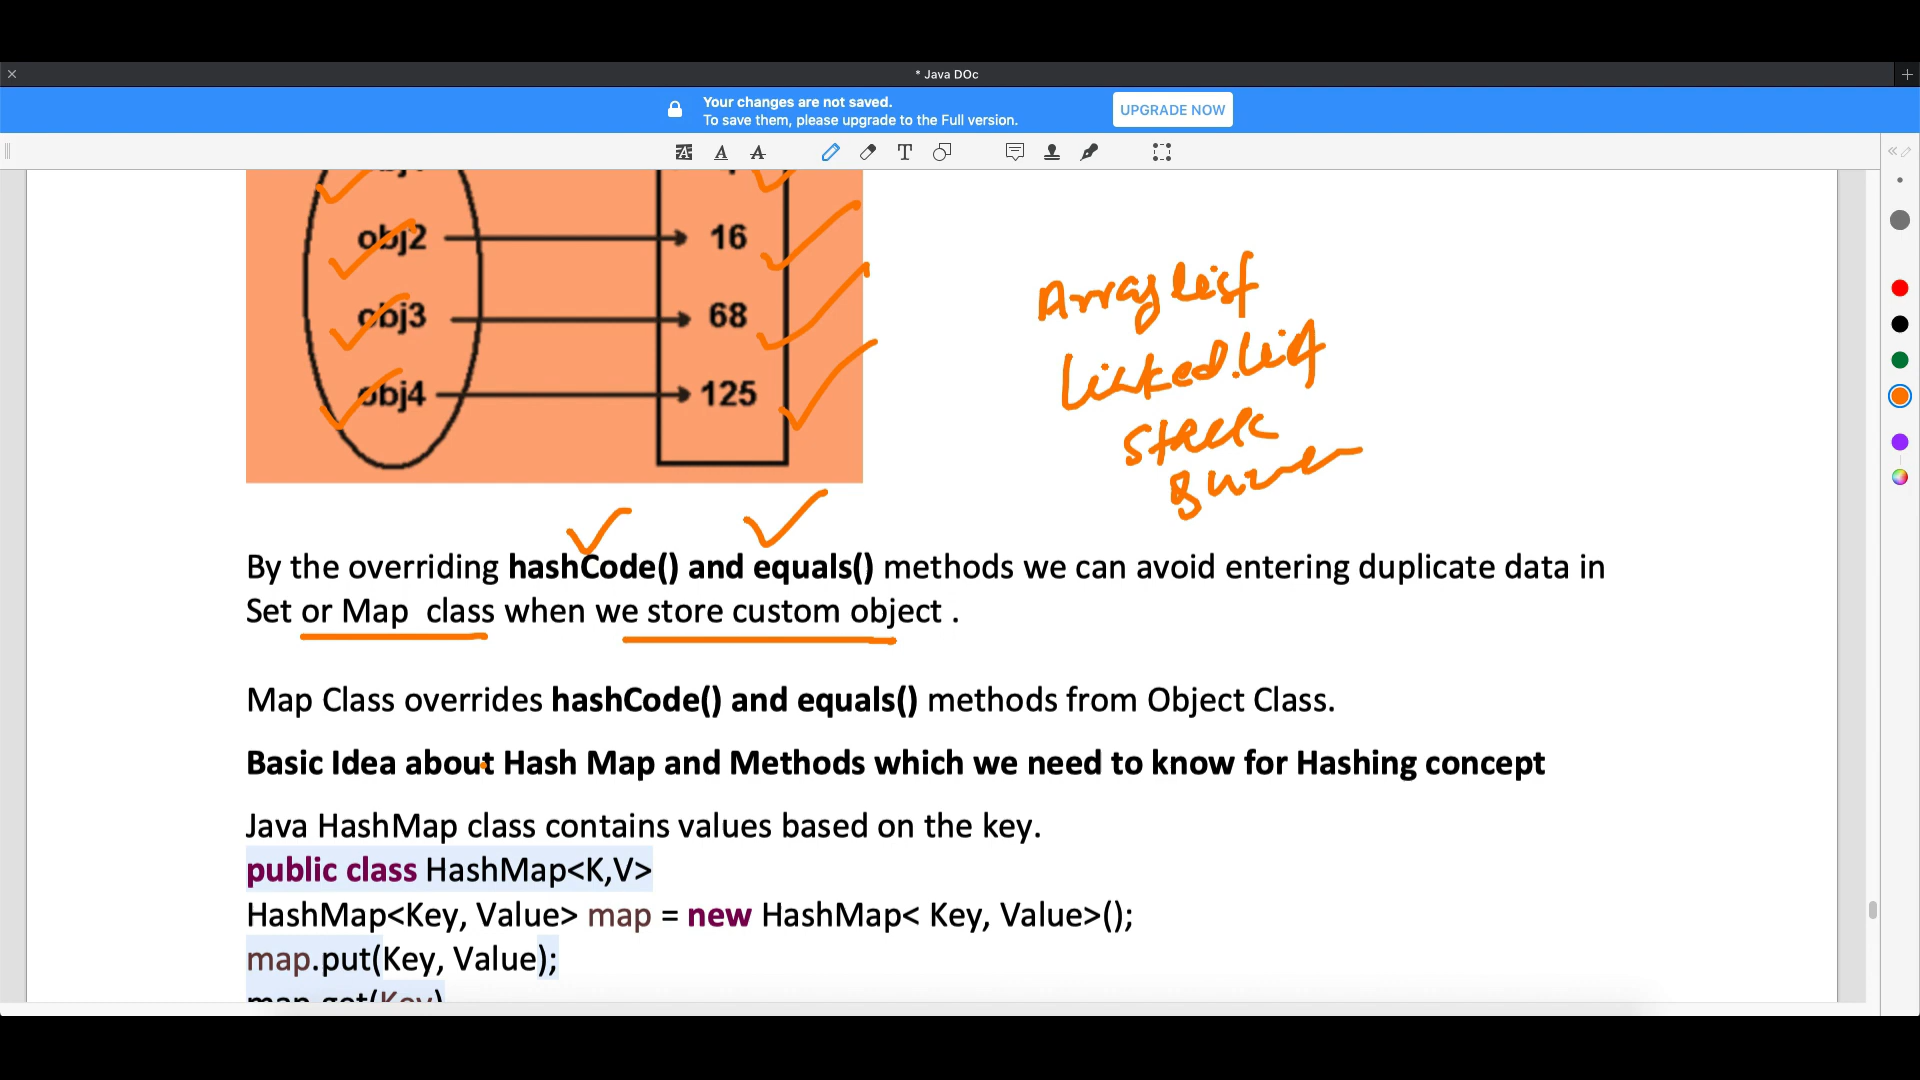 * Java DOc
Your changes are not saved.
To save them, please upgrade to the Full version.
UPGRADE NOW
obj2 16
obj3 68
obj4 125
Arraylist
linked.list
stack
By the overriding hashCode() and equals() methods we can avoid entering duplicate data in
Set or Map class when we store custom object .
Map Class overrides hashCode() and equals() methods from Object Class.
Basic Idea about Hash Map and Methods which we need to know for Hashing concept
Java HashMap class contains values based on the key.
public class HashMap<K,V>
HashMap<Key, Value> map = new HashMap< Key, Value>();
map.put(Key, Value);
map.get(Key)